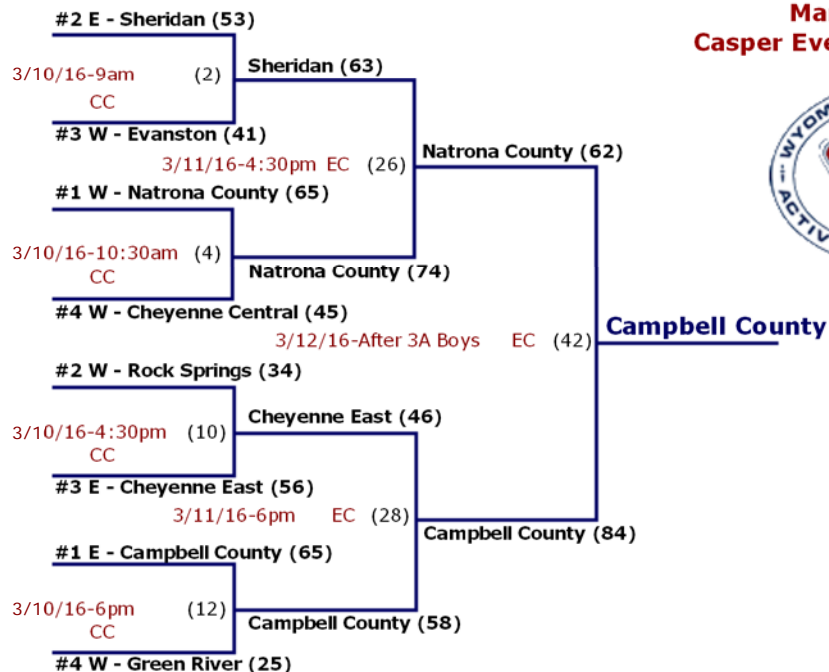 Ma
Casper Eve
#2 E - Sheridan (53)
3/10/16-9am (2)
CC
Sheridan (63)
#3 W - Evanston (41)
3/11/16-4:30pm EC (26)
Natrona County (62)
#1 W - Natrona County (65)
3/10/16-10:30am (4)
CC
Natrona County (74)
#4 W - Cheyenne Central (45)
3/12/16-After 3A Boys EC (42)
Campbell County
#2 W - Rock Springs (34)
3/10/16-4:30pm (10)
CC
Cheyenne East (46)
#3 E - Cheyenne East (56)
3/11/16-6pm EC (28)
Campbell County (84)
#1 E - Campbell County (65)
3/10/16-6pm (12)
CC
Campbell County (58)
#4 W - Green River (25)
WYOM
ACTIV